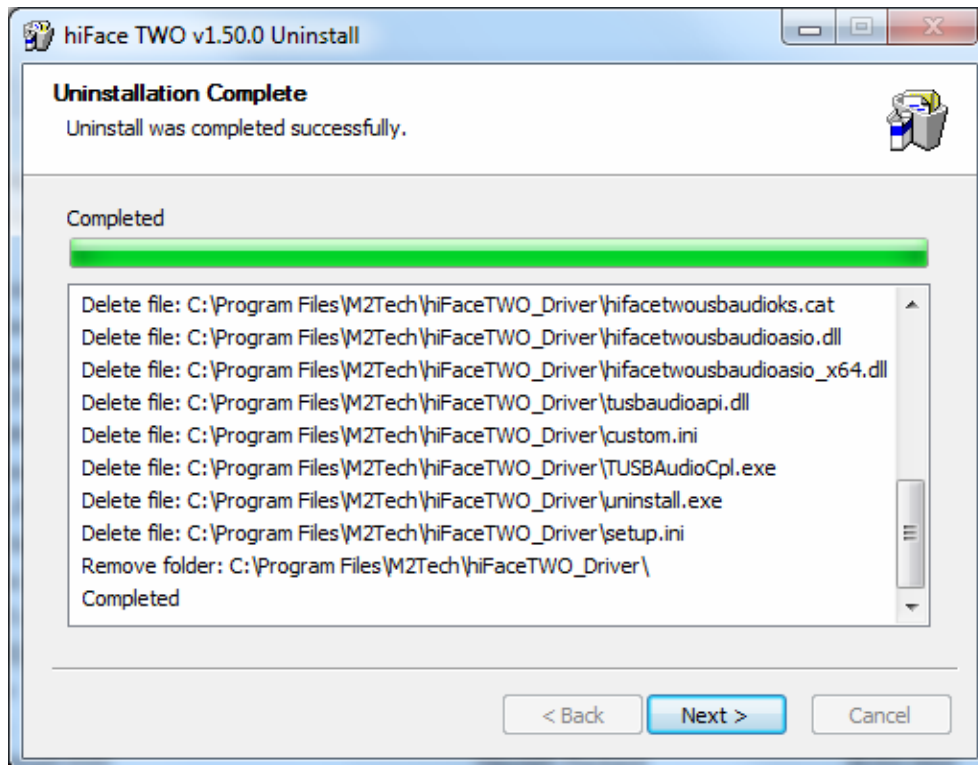 hiFace TWO v1.50.0 Uninstall
Uninstallation Complete
Uninstall was completed successfully.
Completed
Delete file: C:\Program Files\M2Tech\hiFaceTWO_Driver\hifacetwousbaudioks.cat
Delete file: C:\Program Files\M2Tech\hiFaceTWO_Driver\hifacetwousbaudioasio.dll
Delete file: C:\Program Files\M2Tech\hiFaceTWO_Driver\hifacetwousbaudioasio_x64.dll
Delete file: C:\Program Files\M2Tech\hiFaceTWO_Driver\tusbaudioapi.dll
Delete file: C:\Program Files\M2Tech\hiFaceTWO_Driver\custom.ini
Delete file: C:\Program Files\M2Tech\hiFaceTWO_Driver\TUSBAudioCpl.exe
Delete file: C:\Program Files\M2Tech\hiFaceTWO_Driver\uninstall.exe
Delete file: C:\Program Files\M2Tech\hiFaceTWO_Driver\setup.ini
Remove folder: C:\Program Files\M2Tech\hiFaceTWO_Driver\
Completed
< Back Next > Cancel